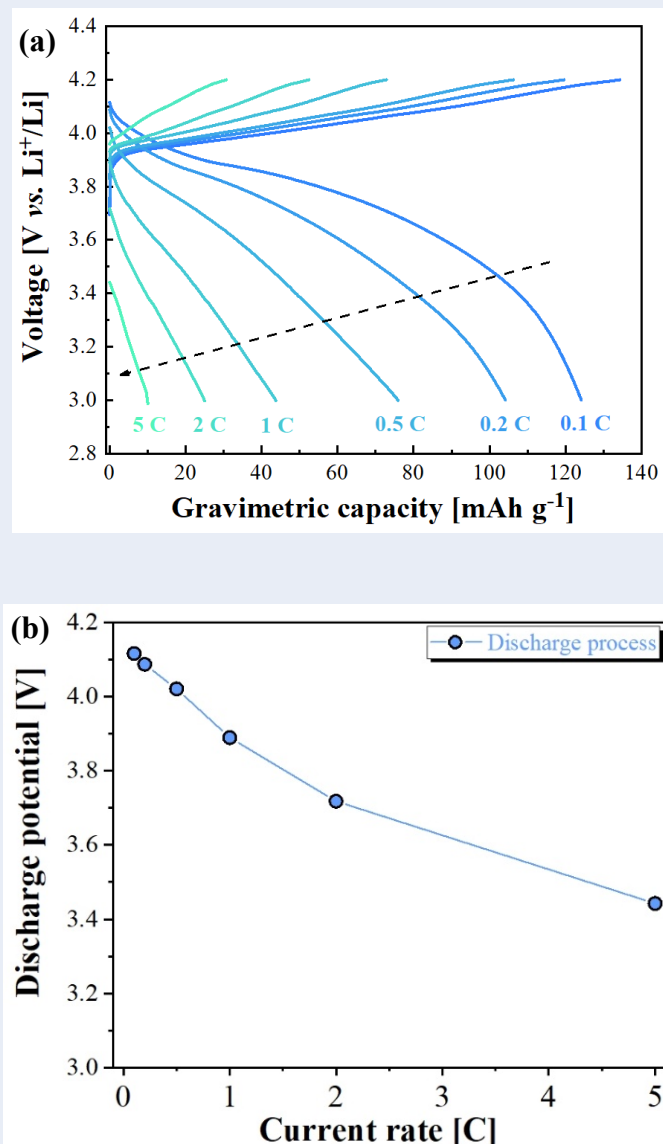 (a)
4.4
4.2
4.0
3.8
3.6
3.4
3.2
3.0
2.8
Voltage [V vs. Li⁺/Li]
5 C 2 C 1 C 0.5 C 0.2 C 0.1 C
0 20 40 60 80 100 120 140
Gravimetric capacity [mAh g⁻¹]
(b)
4.2
4.0
3.8
3.6
3.4
3.2
3.0
Discharge potential [V]
Discharge process
0 1 2 3 4 5
Current rate [C]